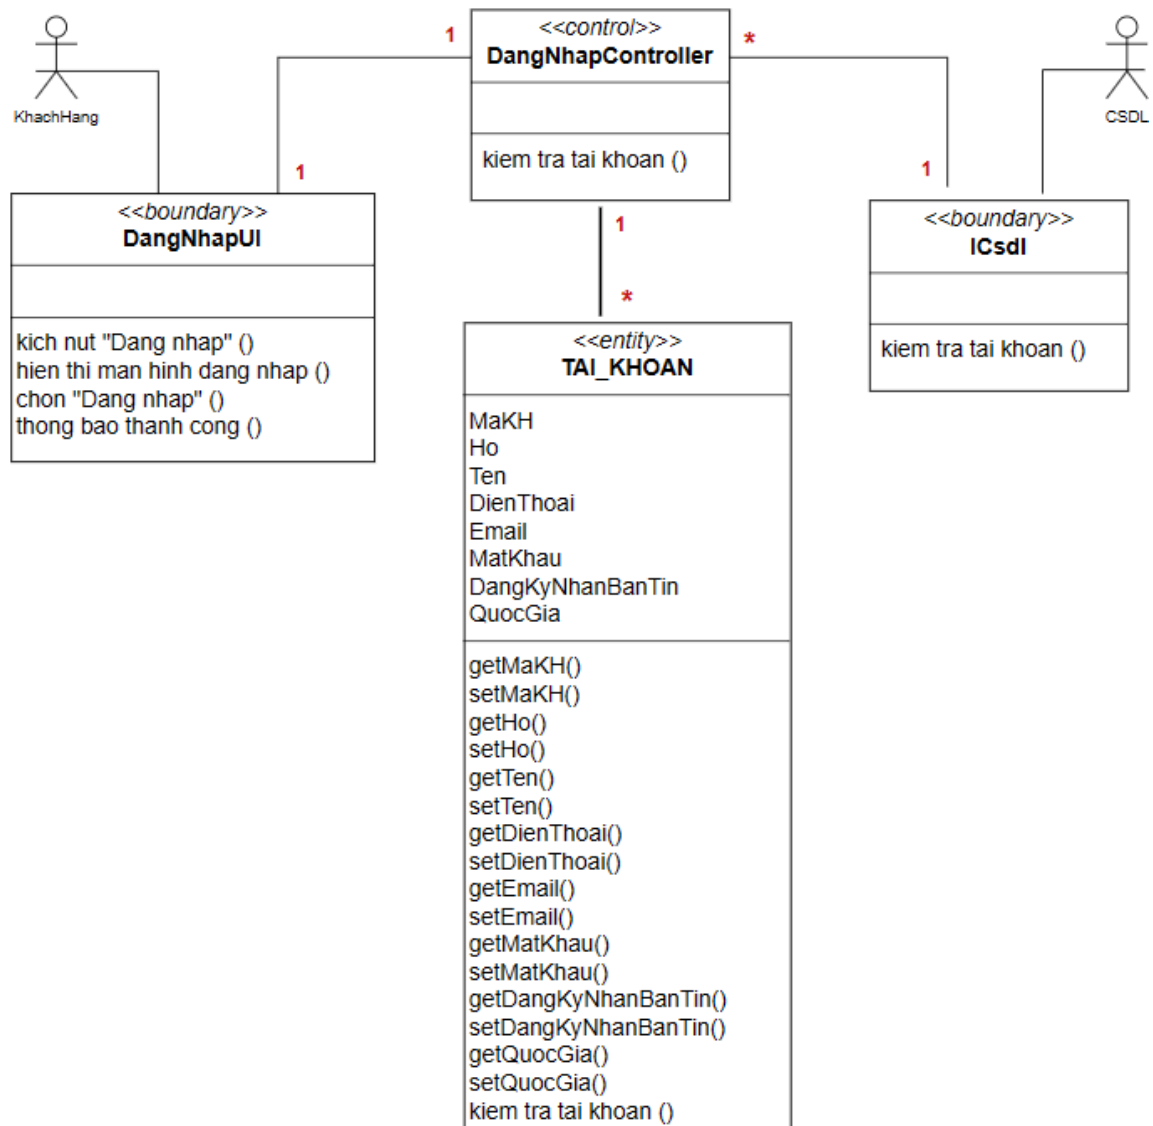 <<control>>
DangNhapController
kiem tra tai khoan ()
1
*
KhachHang
CSDL
1
1
<<boundary>>
DangNhapUI
kich nut "Dang nhap" ()
hien thi man hinh dang nhap ()
chon "Dang nhap" ()
thong bao thanh cong ()
<<boundary>>
ICsdl
kiem tra tai khoan ()
1
*
<<entity>>
TAI_KHOAN
MaKH
Ho
Ten
DienThoai
Email
MatKhau
DangKyNhanBanTin
QuocGia
getMaKH()
setMaKH()
getHo()
setHo()
getTen()
setTen()
getDienThoai()
setDienThoai()
getEmail()
setEmail()
getMatKhau()
setMatKhau()
getDangKyNhanBanTin()
setDangKyNhanBanTin()
getQuocGia()
setQuocGia()
kiem tra tai khoan ()